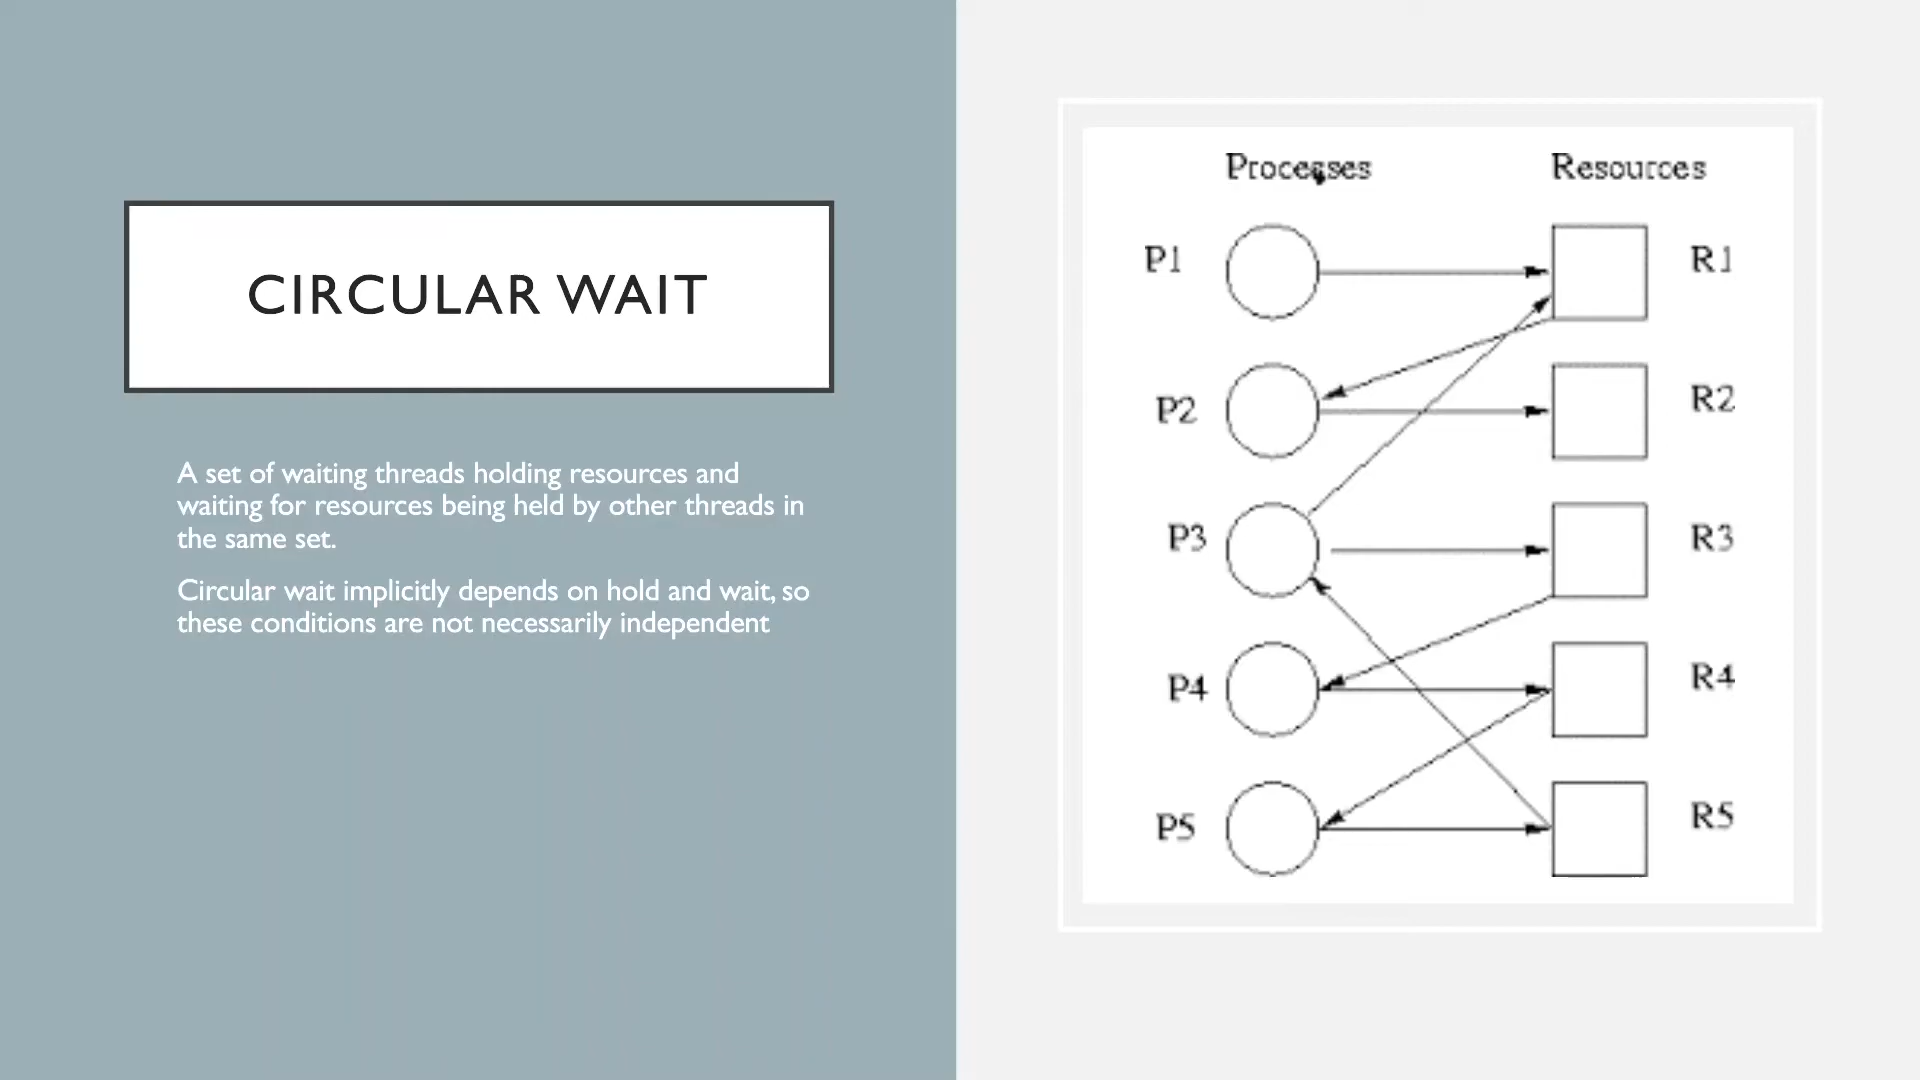 CIRCULAR WAIT
A set of waiting threads holding resources and
waiting for resources being held by other threads in
the same set.
Circular wait implicitly depends on hold and wait, so
these conditions are not necessarily independent
Processes Resources
P1 R1
P2 R2
P3 R3
P4 R4
P5 R5